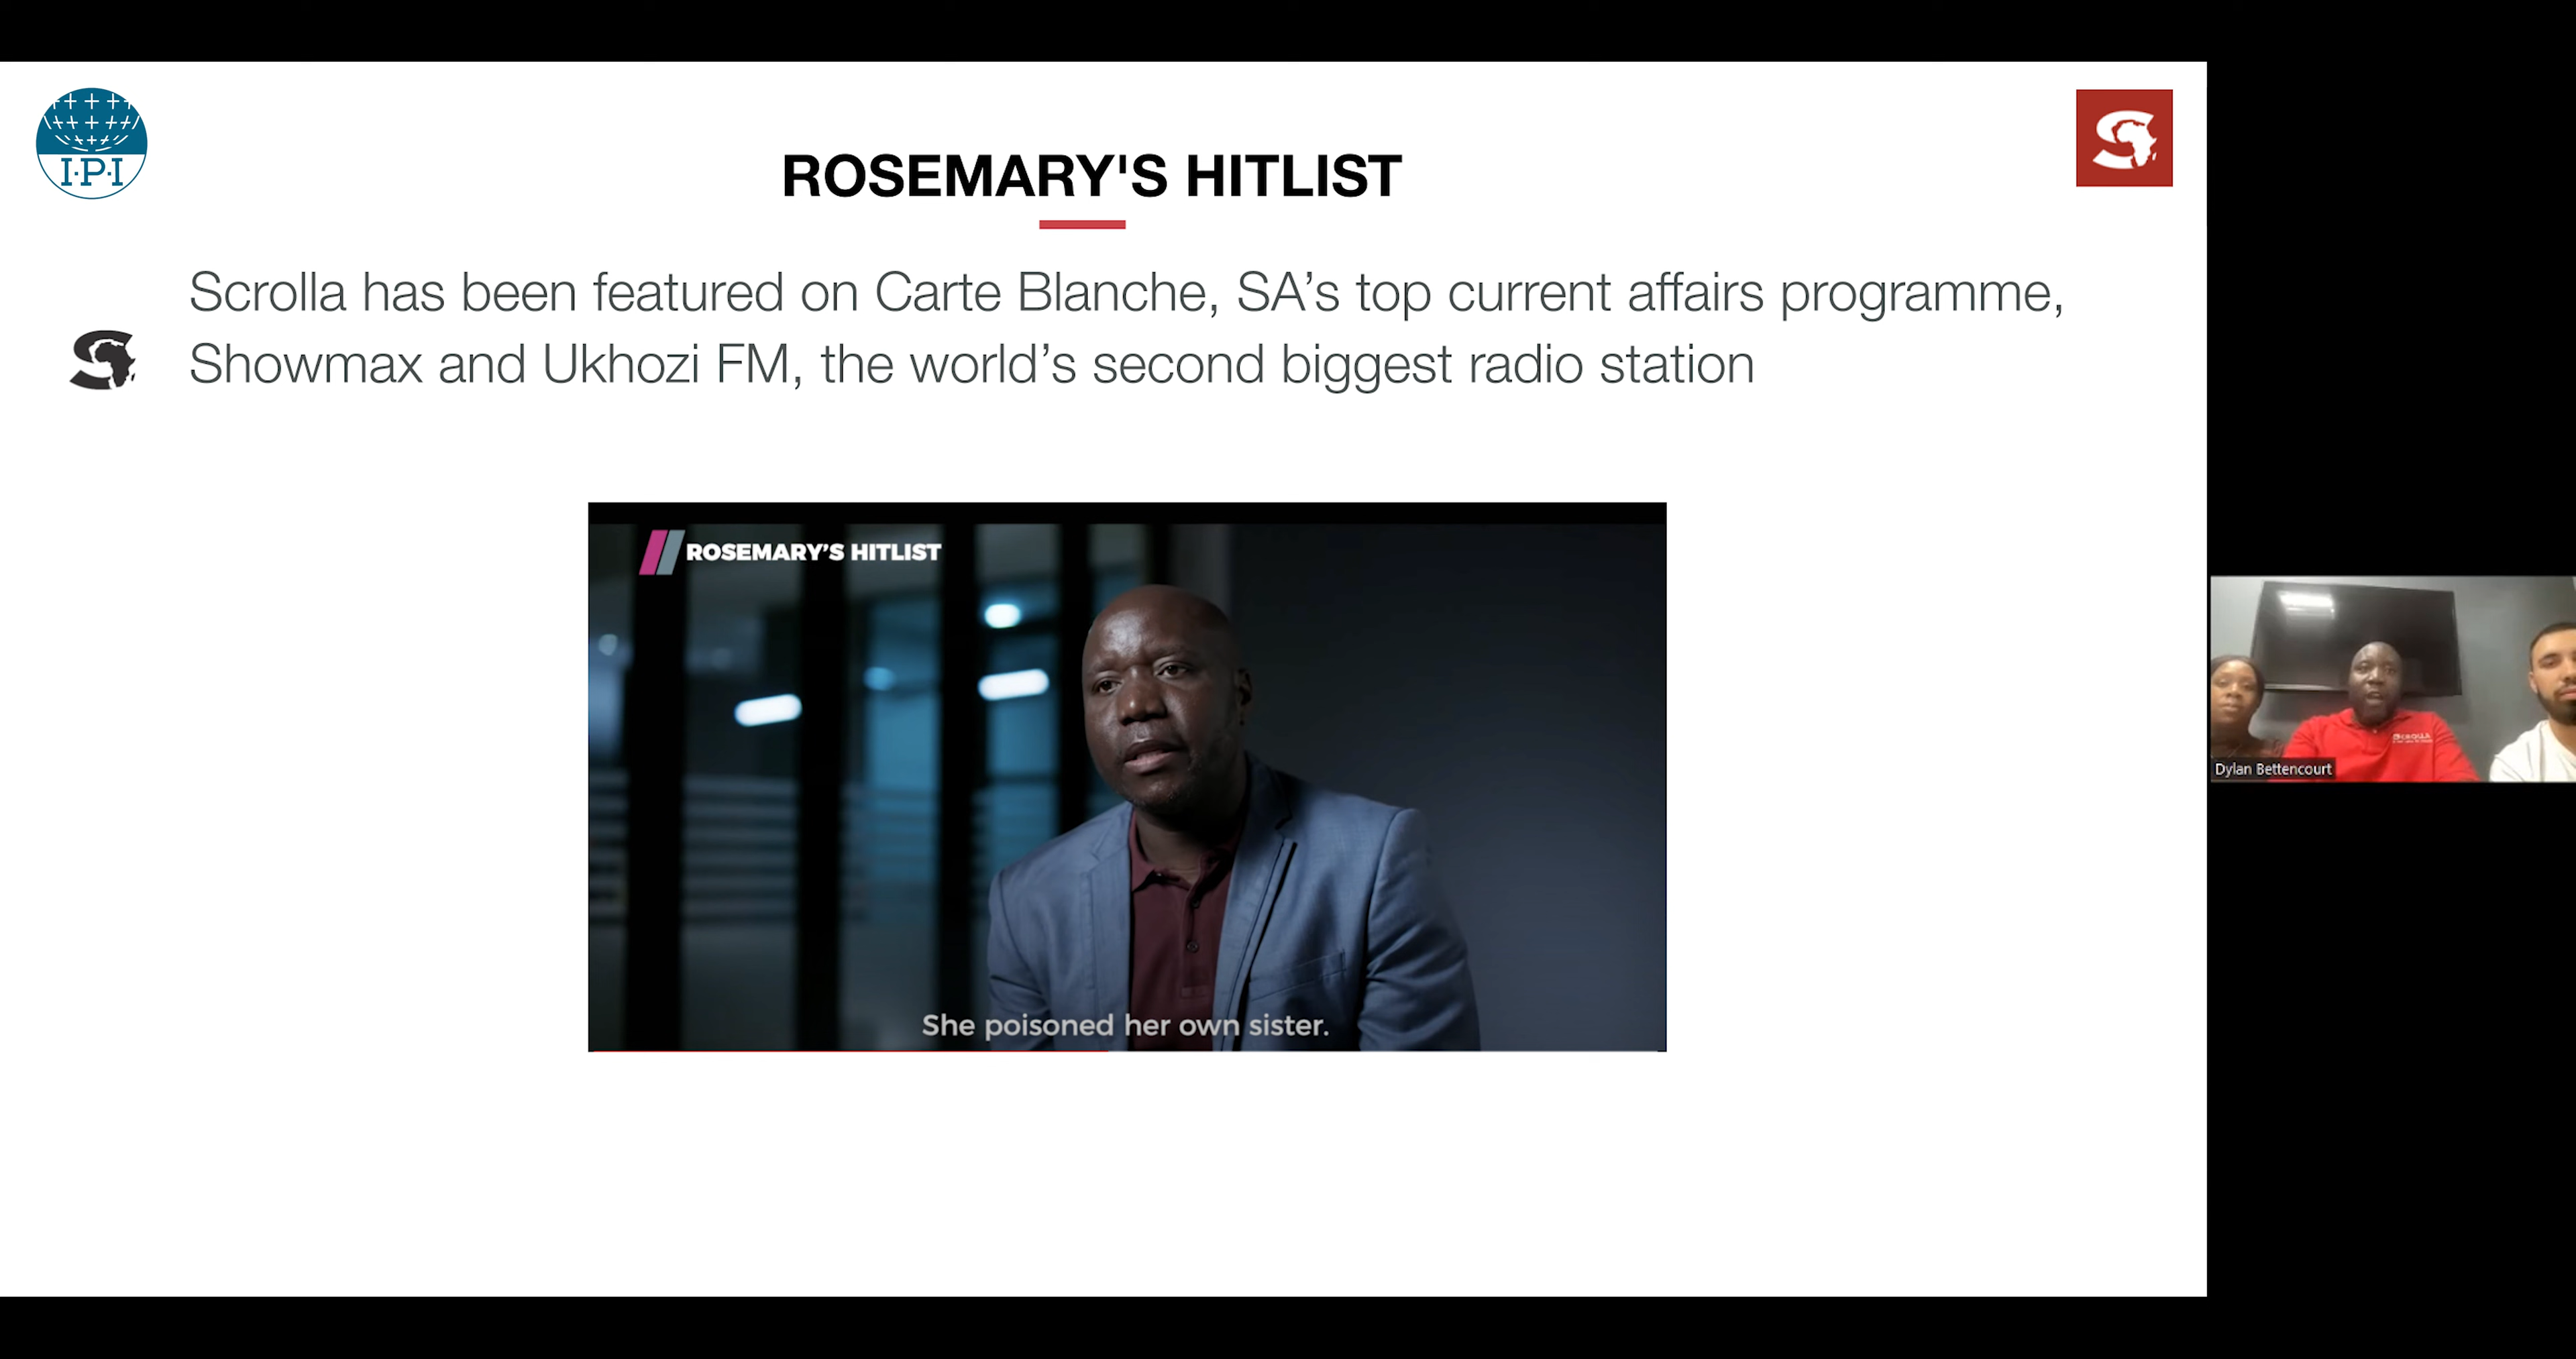 I·P·I
ROSEMARY'S HITLIST
Scrolla has been featured on Carte Blanche, SA’s top current affairs programme,
Showmax and Ukhozi FM, the world’s second biggest radio station
ROSEMARY’S HITLIST
She poisoned her own sister.
Dylan Bettencourt